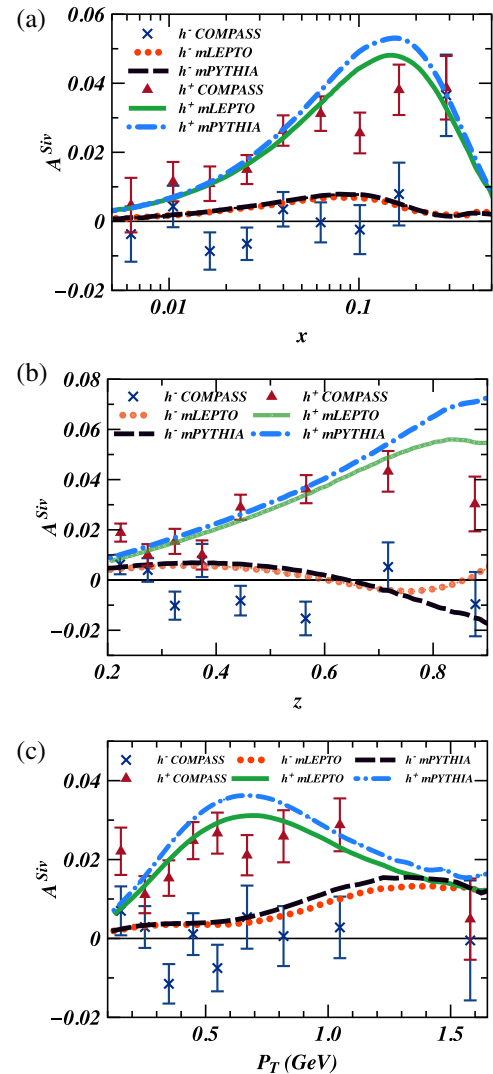 (a)
h⁻ COMPASS
h⁻ mLEPTO
h⁻ mPYTHIA
h⁺ COMPASS
h⁺ mLEPTO
h⁺ mPYTHIA
0.06
0.04
0.02
0
−0.02
A^Siv
0.01 0.1
x
(b)
h⁻ COMPASS h⁺ COMPASS
h⁻ mLEPTO h⁺ mLEPTO
h⁻ mPYTHIA h⁺ mPYTHIA
0.08
0.06
0.04
0.02
0
−0.02
A^Siv
0.2 0.4 0.6 0.8
z
(c)
h⁻ COMPASS h⁻ mLEPTO h⁻ mPYTHIA
h⁺ COMPASS h⁺ mLEPTO h⁺ mPYTHIA
0.04
0.02
0
−0.02
A^Siv
0.5 1.0 1.5
P_T (GeV)